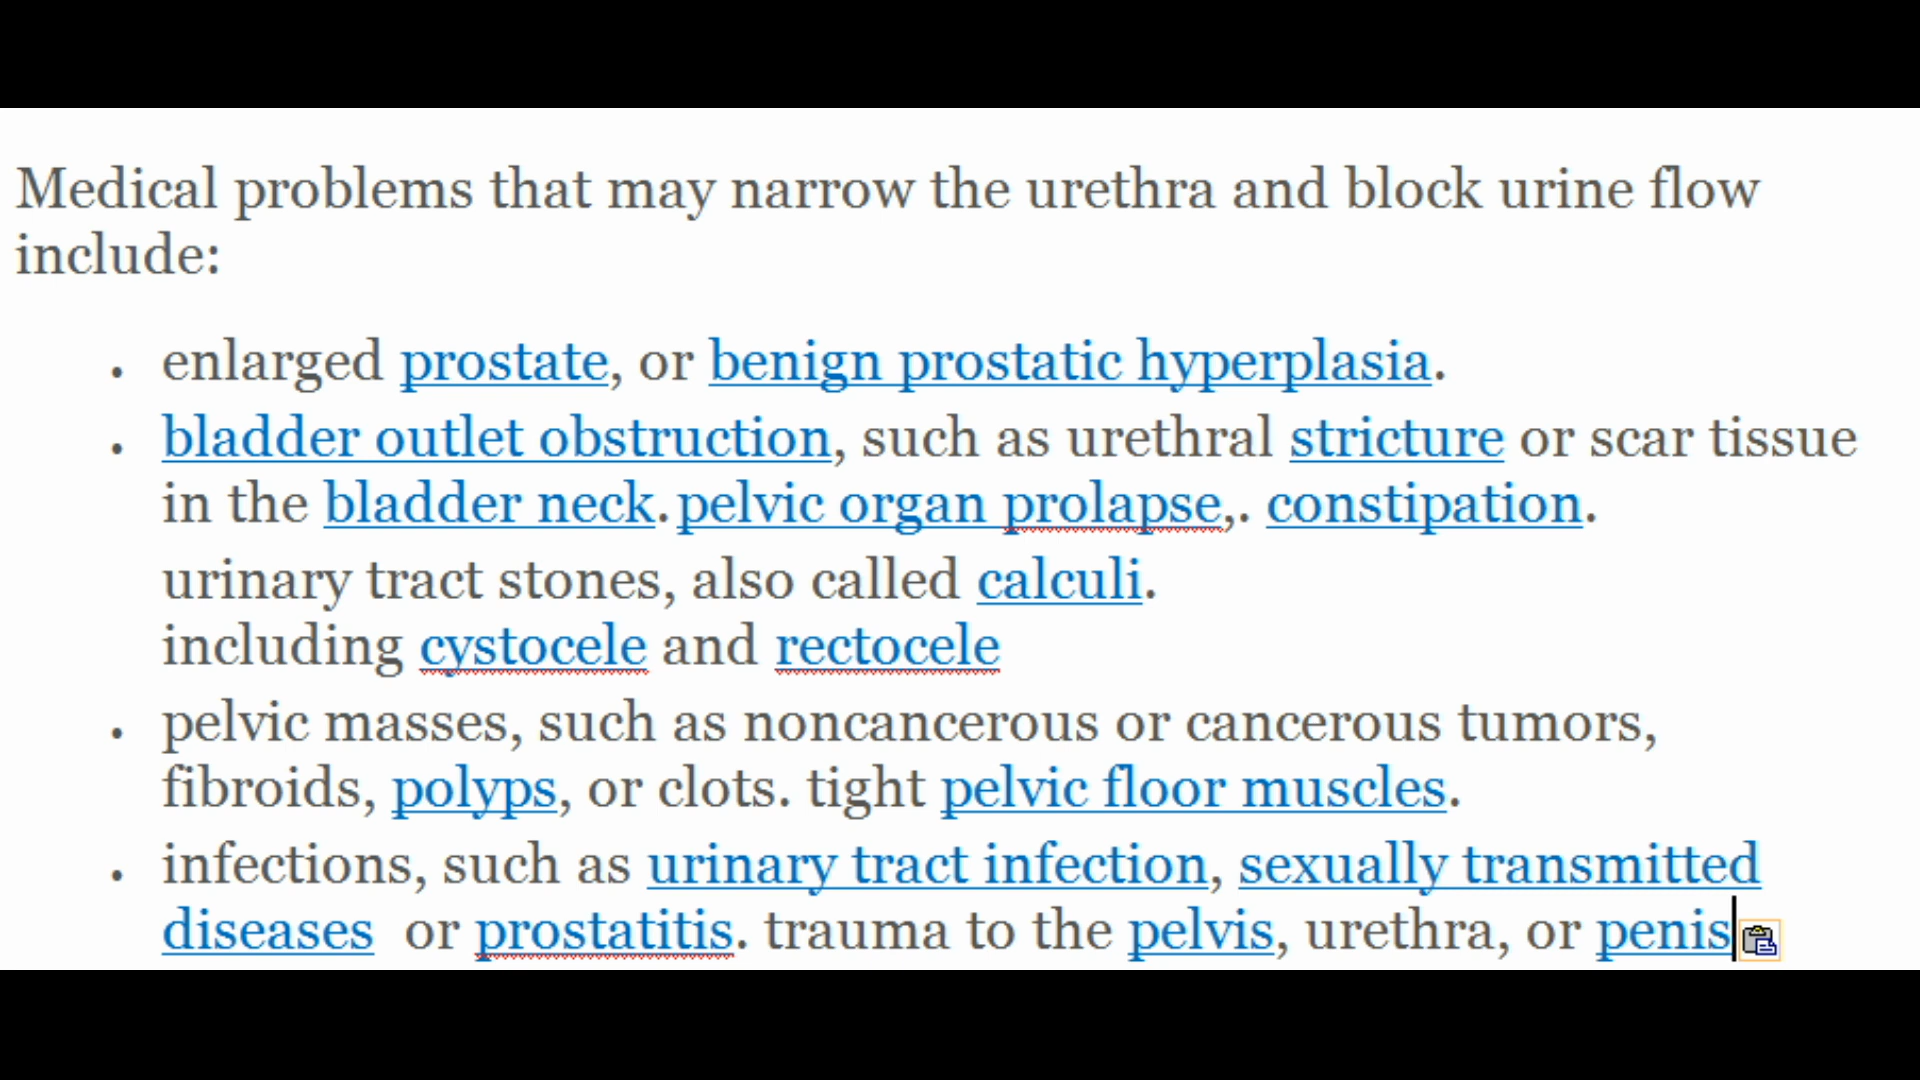 Medical problems that may narrow the urethra and block urine flow
include:
• enlarged prostate, or benign prostatic hyperplasia.
• bladder outlet obstruction, such as urethral stricture or scar tissue
in the bladder neck. pelvic organ prolapse,. constipation.
urinary tract stones, also called calculi.
including cystocele and rectocele
• pelvic masses, such as noncancerous or cancerous tumors,
fibroids, polyps, or clots. tight pelvic floor muscles.
• infections, such as urinary tract infection, sexually transmitted
diseases or prostatitis. trauma to the pelvis, urethra, or penis